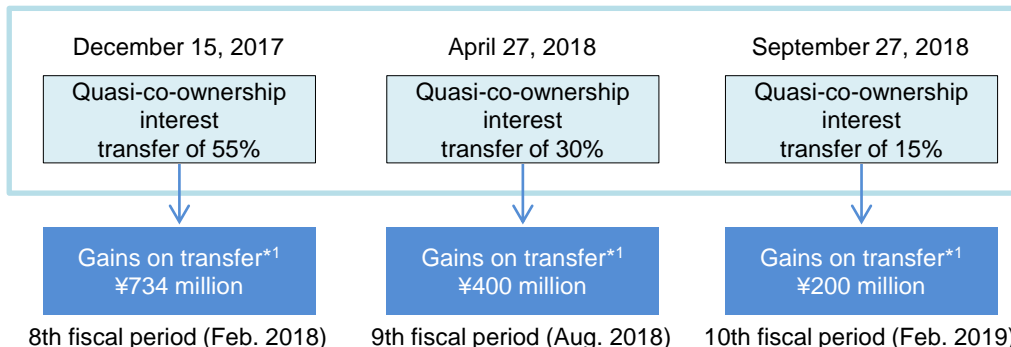 December 15, 2017
Quasi-co-ownership
interest
transfer of 55%
Gains on transfer*1
¥734 million
8th fiscal period (Feb. 2018)
April 27, 2018
Quasi-co-ownership
interest
transfer of 30%
Gains on transfer*1
¥400 million
9th fiscal period (Aug. 2018)
September 27, 2018
Quasi-co-ownership
interest
transfer of 15%
Gains on transfer*1
¥200 million
10th fiscal period (Feb. 2019)